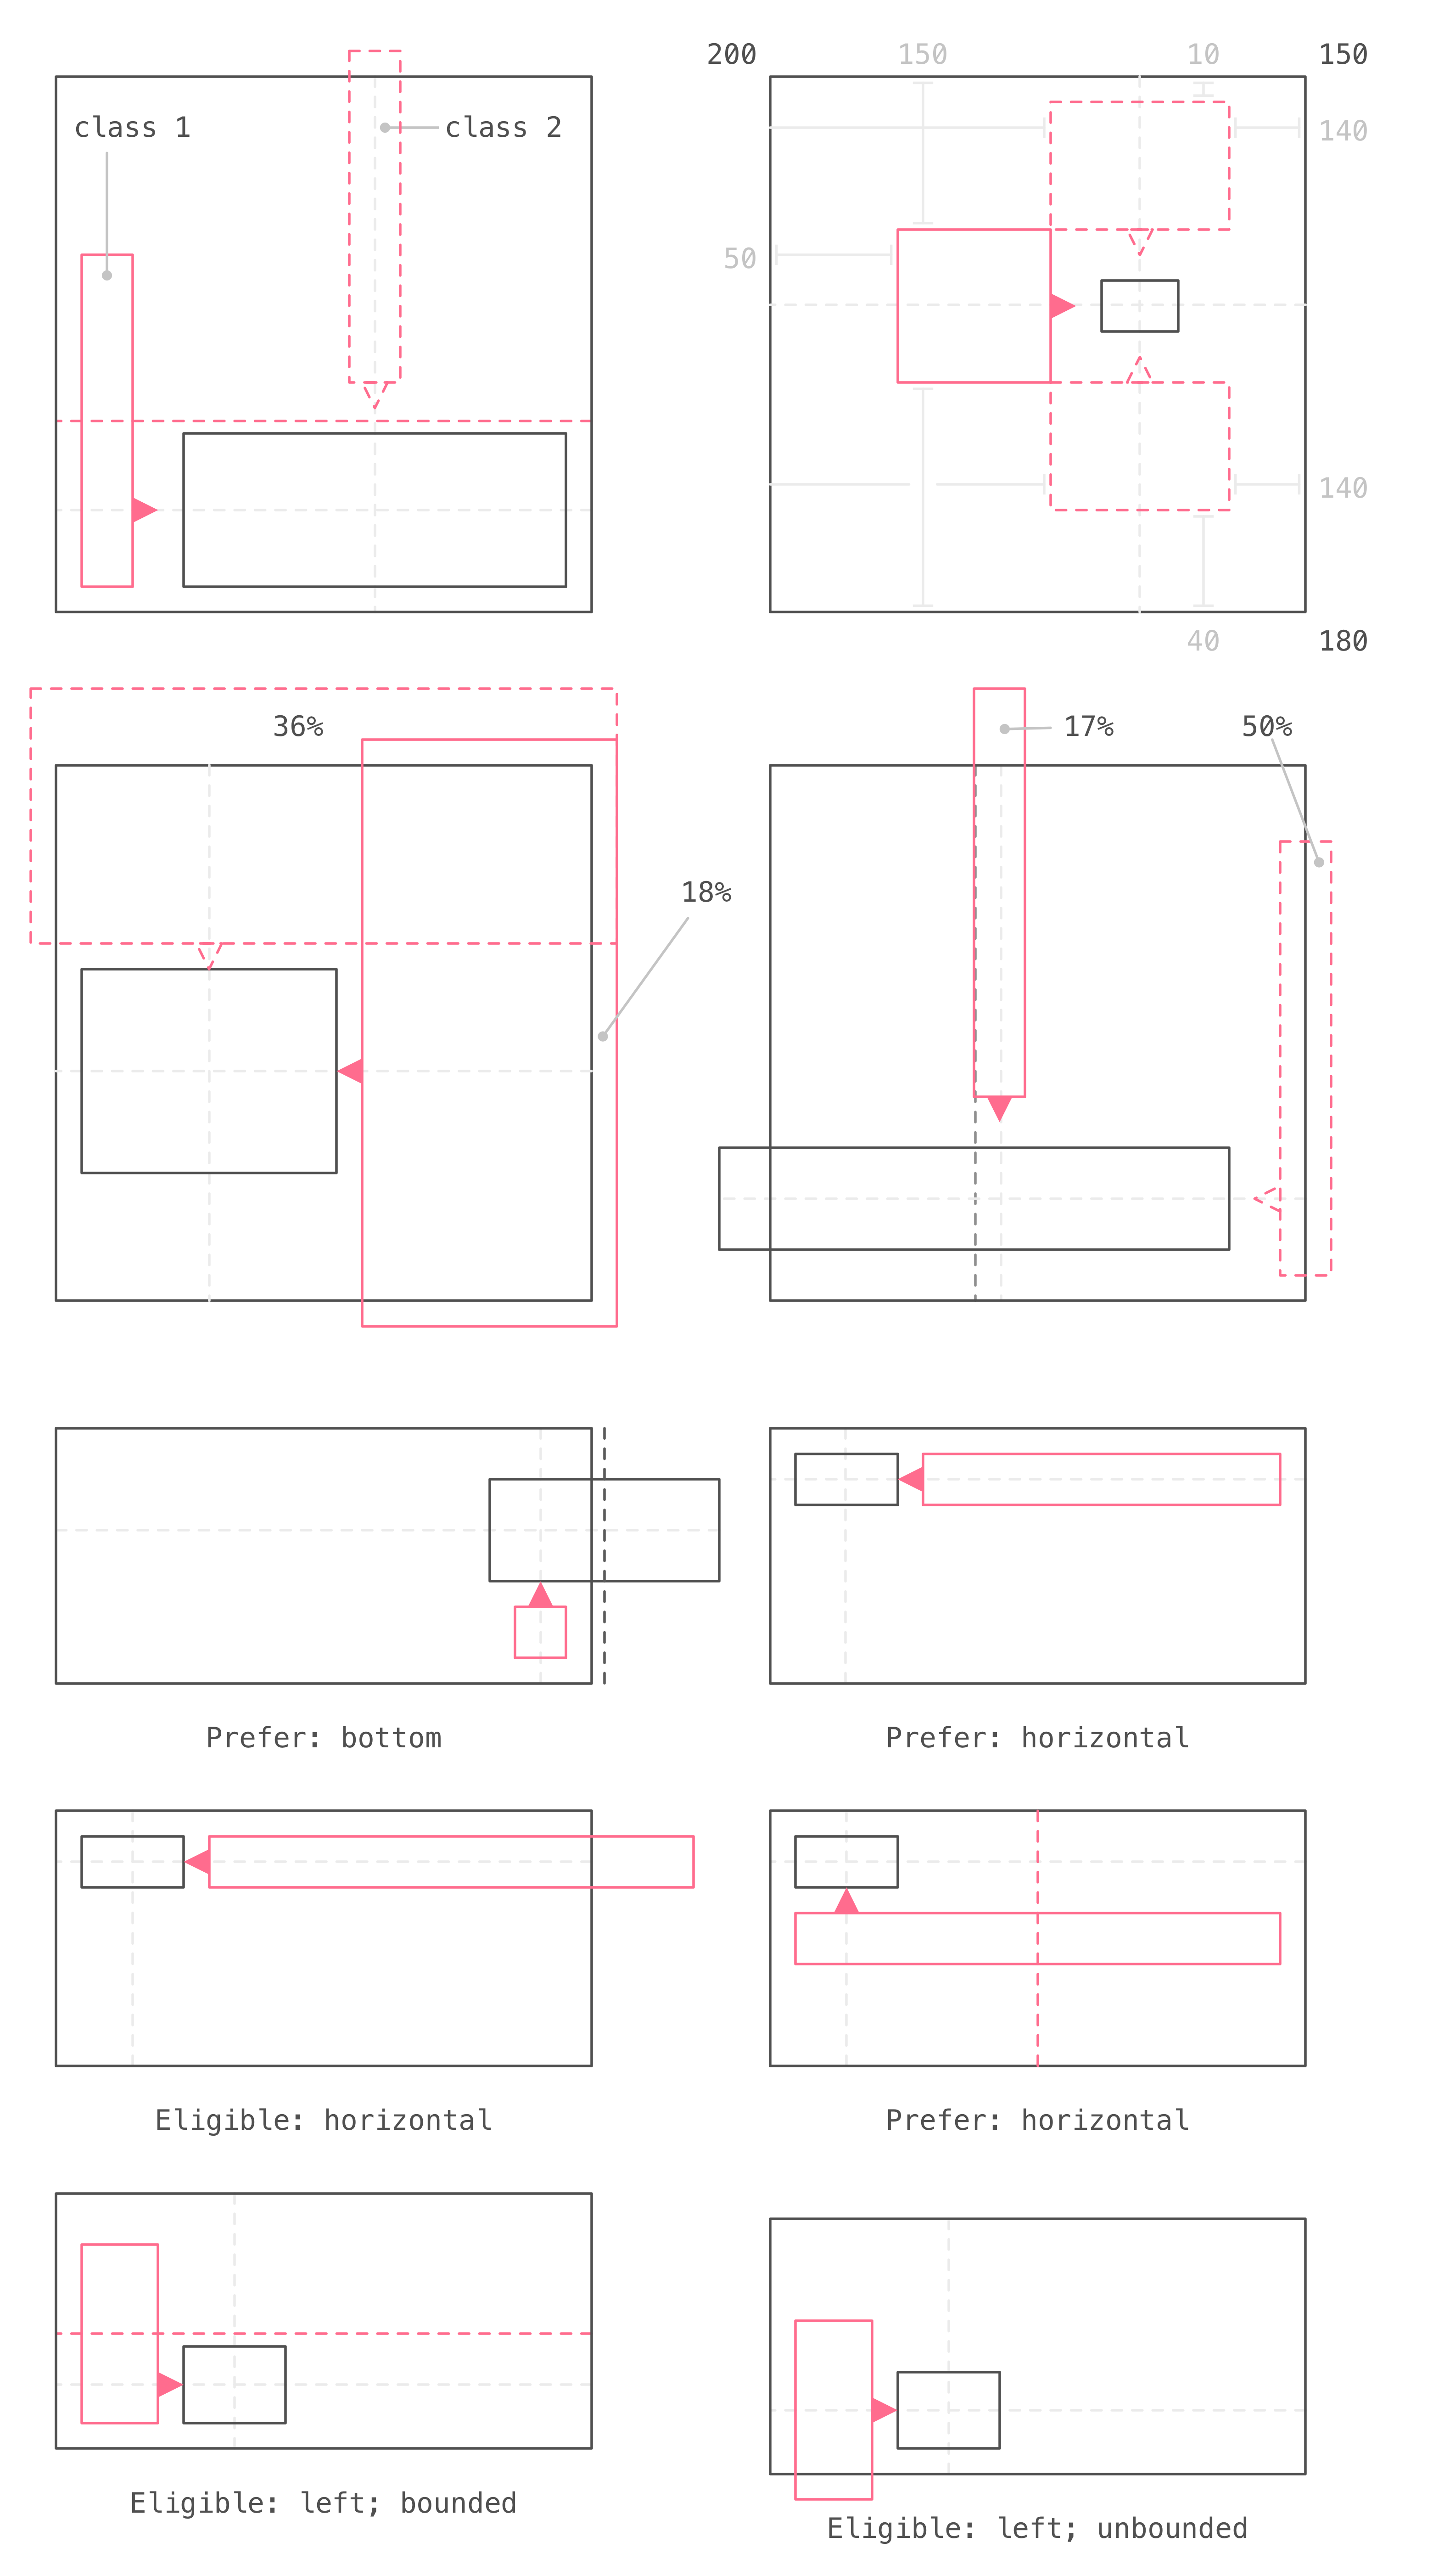 200 150 10 150
class 1 class 2 140
50
140
40 180
36% 17% 50%
18%
Prefer: bottom Prefer: horizontal
Eligible: horizontal Prefer: horizontal
Eligible: left; bounded
Eligible: left; unbounded